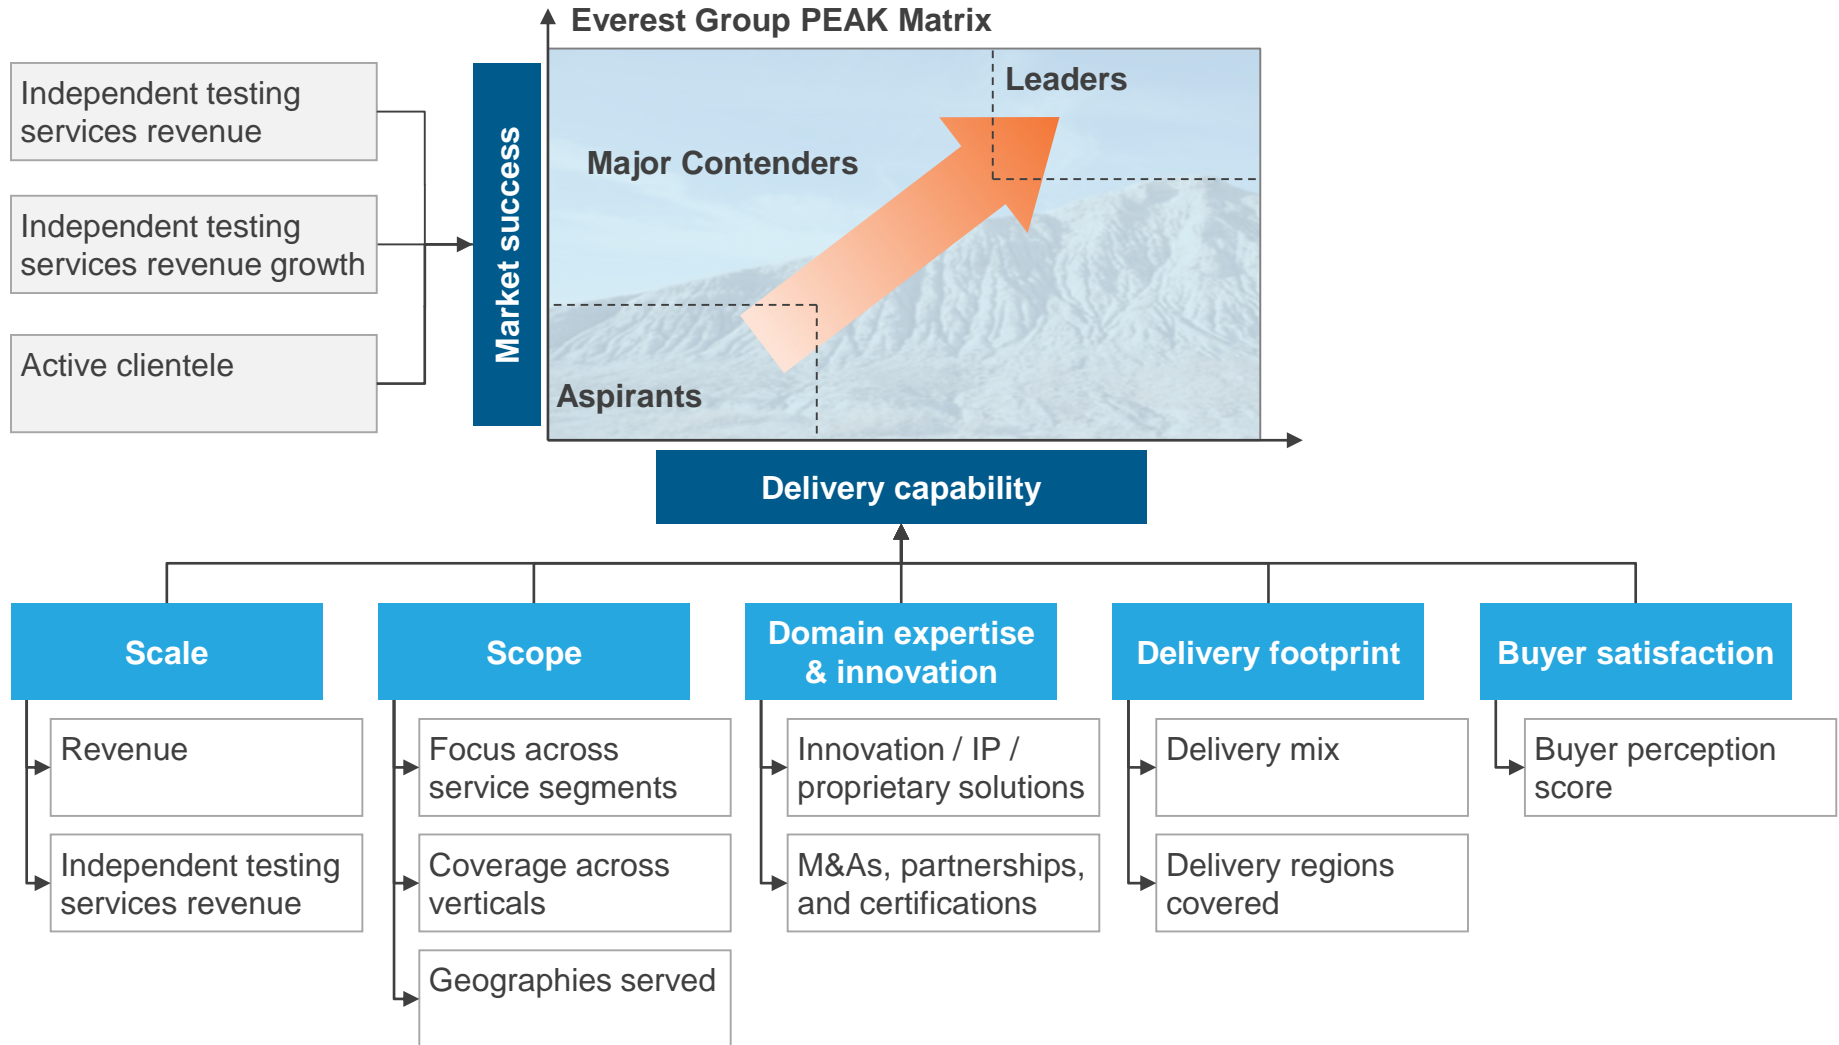 Everest Group PEAK Matrix
Independent testing
services revenue
Independent testing
services revenue growth
Active clientele
Market success
Leaders
Major Contenders
Aspirants
Delivery capability
Scale
Revenue
Independent testing
services revenue
Scope
Focus across
service segments
Coverage across
verticals
Geographies served
Domain expertise
& innovation
Innovation / IP /
proprietary solutions
M&As, partnerships,
and certifications
Delivery footprint
Delivery mix
Delivery regions
covered
Buyer satisfaction
Buyer perception
score